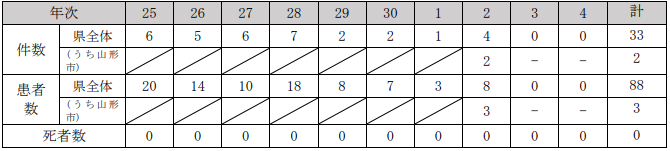 年次 25 26 27 28 29 30 1 2 3 4 計
件数 県全体 6 5 6 7 2 2 1 4 0 0 33
(うち山形市) 2 － － 2
患者数 県全体 20 14 10 18 8 7 3 8 0 0 88
(うち山形市) 3 － － 3
死者数 0 0 0 0 0 0 0 0 0 0 0